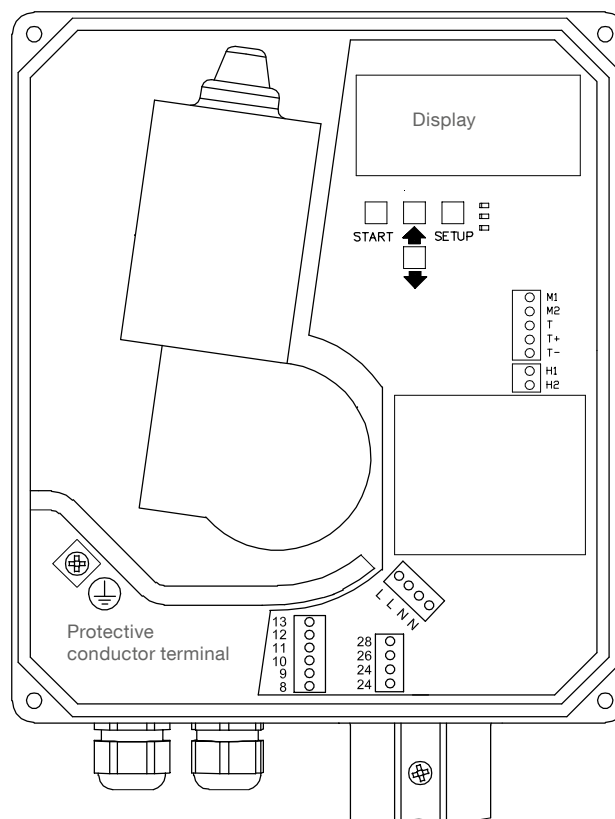 Display
START
SETUP
M1
M2
T
T+
T-
H1
H2
L L N N
Protective
conductor terminal
13
12
11
10
9
8
28
26
24
24